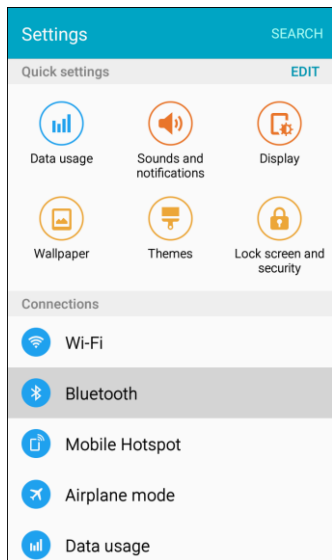 Settings SEARCH
Quick settings EDIT
Data usage
Sounds and
notifications
Display
Wallpaper
Themes
Lock screen and
security
Connections
Wi-Fi
Bluetooth
Mobile Hotspot
Airplane mode
Data usage